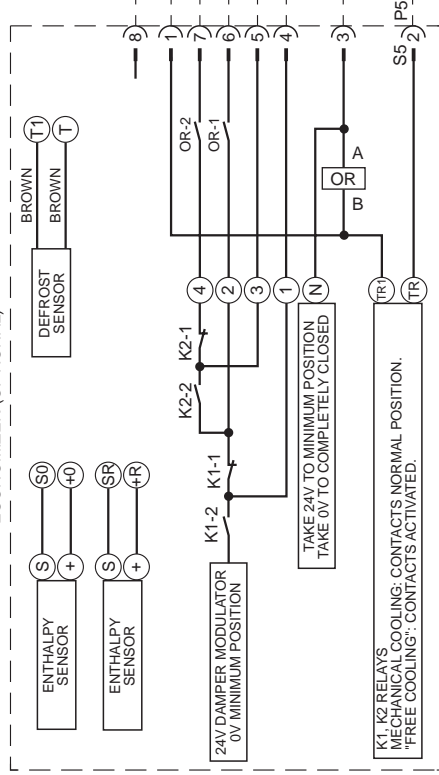 P5
S5
8
1
7
6
5
4
3
2
BROWN
T1
BROWN
T
DEFROST
SENSOR
OR-2
OR-1
A
OR
B
ENTHALPY
SENSOR
S
S0
+
+0
ENTHALPY
SENSOR
S
SR
+
+R
K2-1
K2-2
K1-1
K1-2
4
2
3
1
N
TR1
TR
24V DAMPER MODULATOR
0V MINIMUM POSITION
TAKE 24V TO MINIMUM POSITION
TAKE 0V TO COMPLETELY CLOSED
K1, K2 RELAYS
MECHANICAL COOLING: CONTACTS NORMAL POSITION.
"FREE COOLING": CONTACTS ACTIVATED.